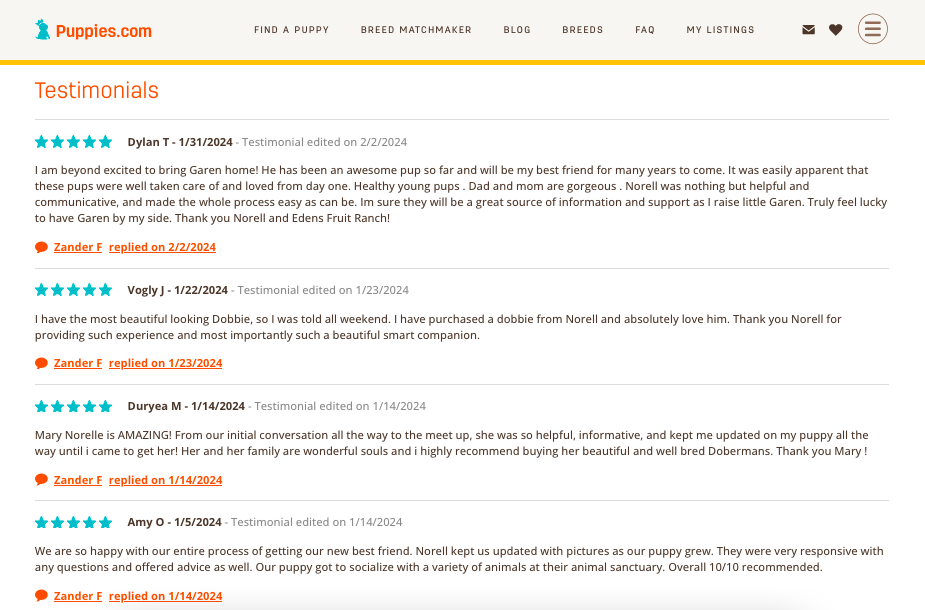 Puppies.com
FIND A PUPPY BREED MATCHMAKER BLOG BREEDS FAQ MY LISTINGS
Testimonials
Dylan T - 1/31/2024 - Testimonial edited on 2/2/2024
I am beyond excited to bring Garen home! He has been an awesome pup so far and will be my best friend for many years to come. It was easily apparent that
these pups were well taken care of and loved from day one. Healthy young pups . Dad and mom are gorgeous . Norell was nothing but helpful and
communicative, and made the whole process easy as can be. Im sure they will be a great source of information and support as I raise little Garen. Truly feel lucky
to have Garen by my side. Thank you Norell and Edens Fruit Ranch!
Zander F replied on 2/2/2024
Vogly J - 1/22/2024 - Testimonial edited on 1/23/2024
I have the most beautiful looking Dobbie, so I was told all weekend. I have purchased a dobbie from Norell and absolutely love him. Thank you Norell for
providing such experience and most importantly such a beautiful smart companion.
Zander F replied on 1/23/2024
Duryea M - 1/14/2024 - Testimonial edited on 1/14/2024
Mary Norelle is AMAZING! From our initial conversation all the way to the meet up, she was so helpful, informative, and kept me updated on my puppy all the
way until i came to get her! Her and her family are wonderful souls and i highly recommend buying her beautiful and well bred Dobermans. Thank you Mary !
Zander F replied on 1/14/2024
Amy O - 1/5/2024 - Testimonial edited on 1/14/2024
We are so happy with our entire process of getting our new best friend. Norell kept us updated with pictures as our puppy grew. They were very responsive with
any questions and offered advice as well. Our puppy got to socialize with a variety of animals at their animal sanctuary. Overall 10/10 recommended.
Zander F replied on 1/14/2024